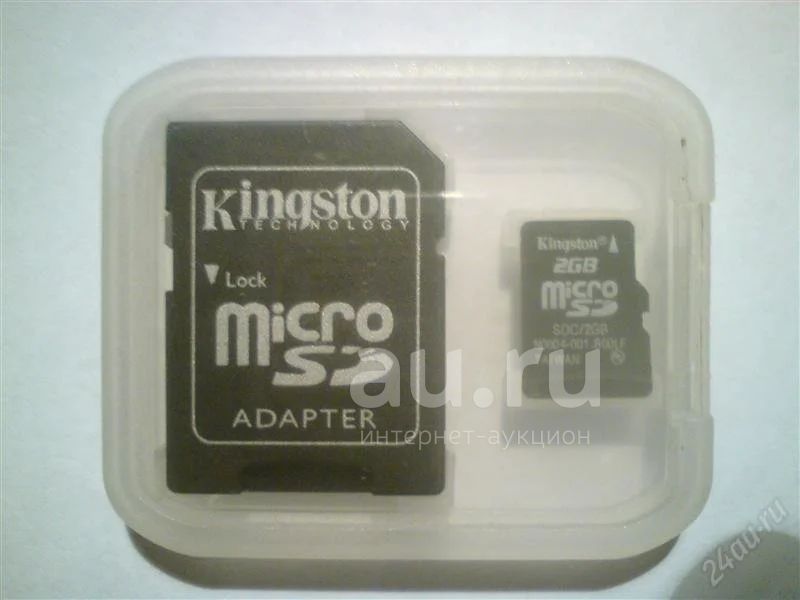 Kingston
TECHNOLOGY
Lock
micro
SD
ADAPTER
Kingston
2GB
micro
SD
SDC/2GB
au.ru
интернет-аукцион
24au.ru